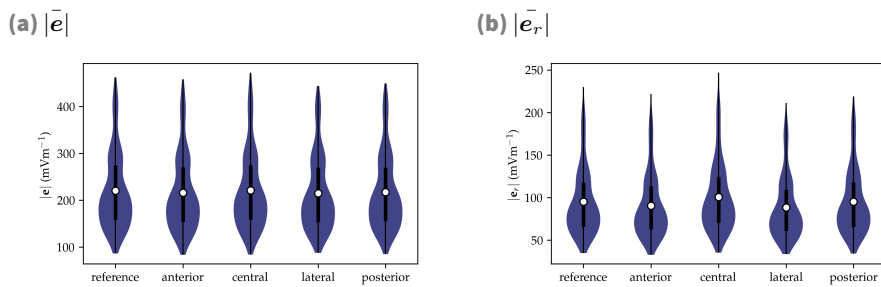 (a) |ē|
(b) |ē_r|
|e| (mVm⁻¹)
400
300
200
100
reference anterior central lateral posterior
|e_r| (mVm⁻¹)
250
200
150
100
50
reference anterior central lateral posterior